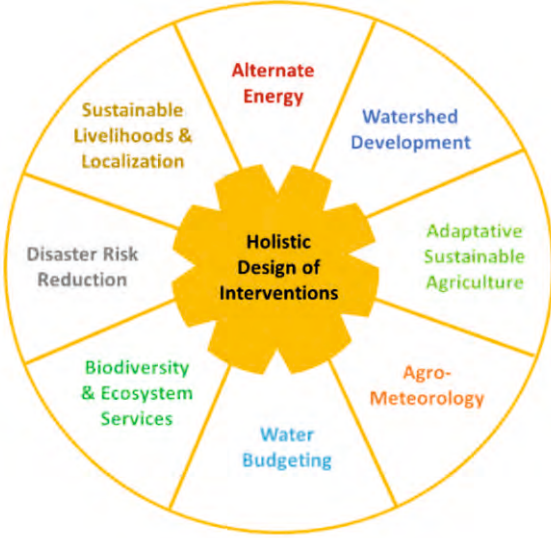 Alternate
Energy
Watershed
Development
Adaptative
Sustainable
Agriculture
Agro-
Meteorology
Water
Budgeting
Biodiversity
& Ecosystem
Services
Disaster Risk
Reduction
Sustainable
Livelihoods &
Localization
Holistic
Design of
Interventions